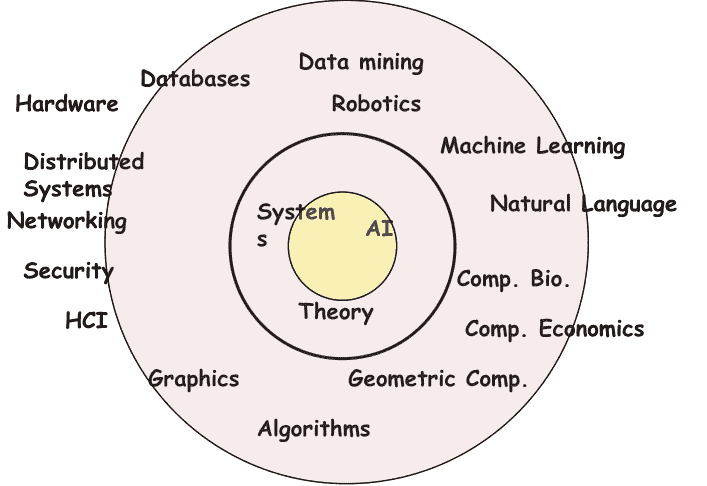 Data mining
Databases
Hardware
Robotics
Machine Learning
Distributed
Systems
Natural Language
System
s
AI
Networking
Security
Comp. Bio.
Theory
HCI
Comp. Economics
Graphics
Geometric Comp.
Algorithms